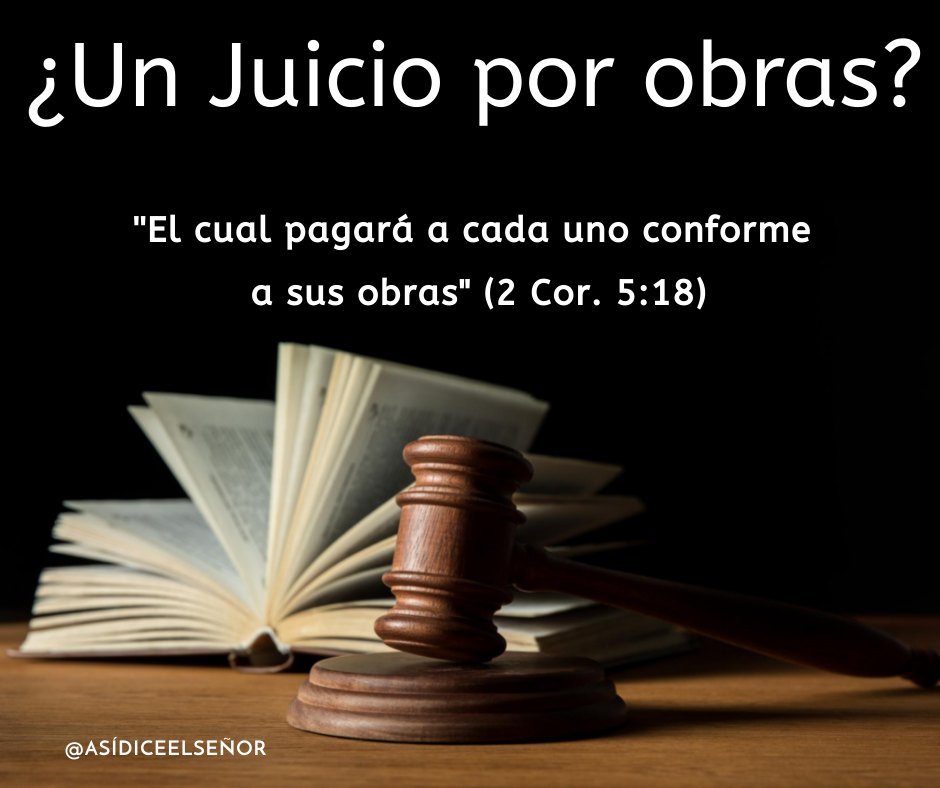 ¿Un Juicio por obras?
"El cual pagará a cada uno conforme
a sus obras" (2 Cor. 5:18)
@ASÍDICEELSEÑOR